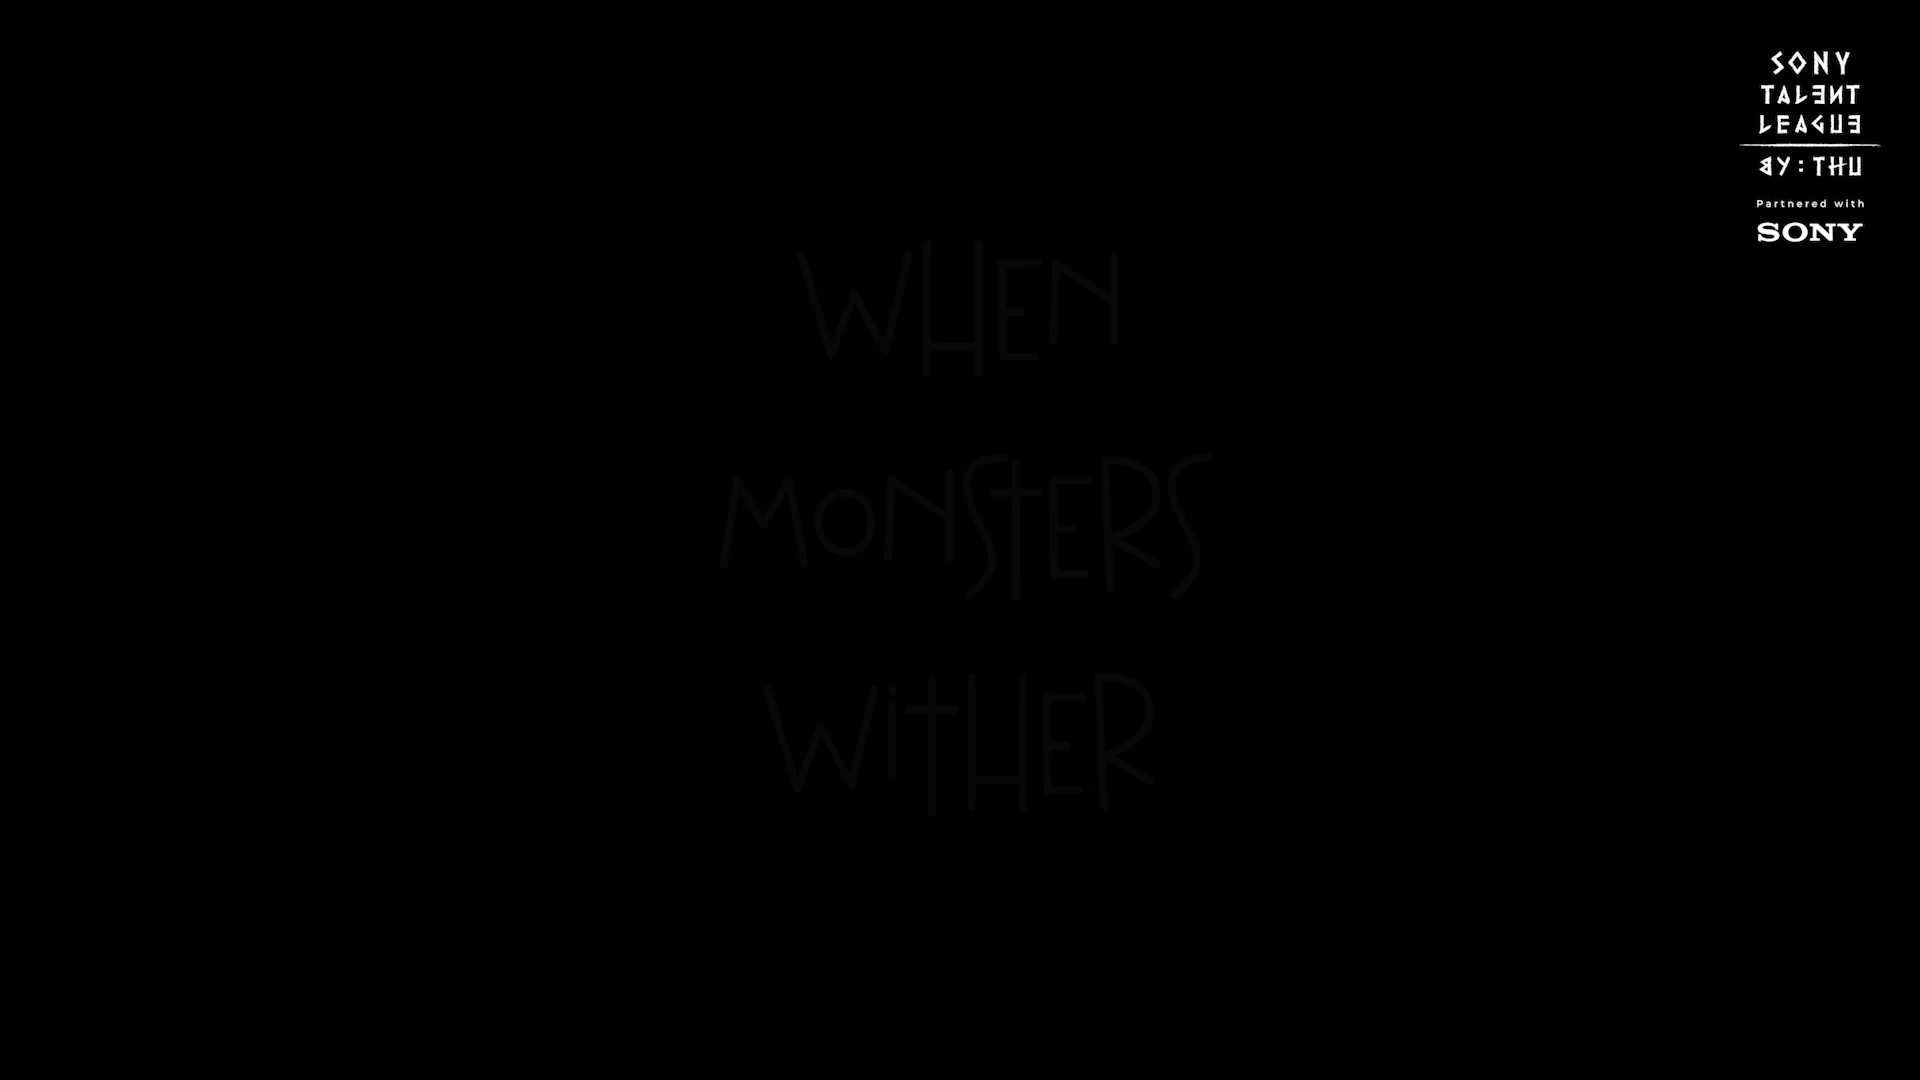 WHEN
MONSTERS
WiTHER
SONY
TALENT
LEAGUE
BY:THU
Partnered with
SONY